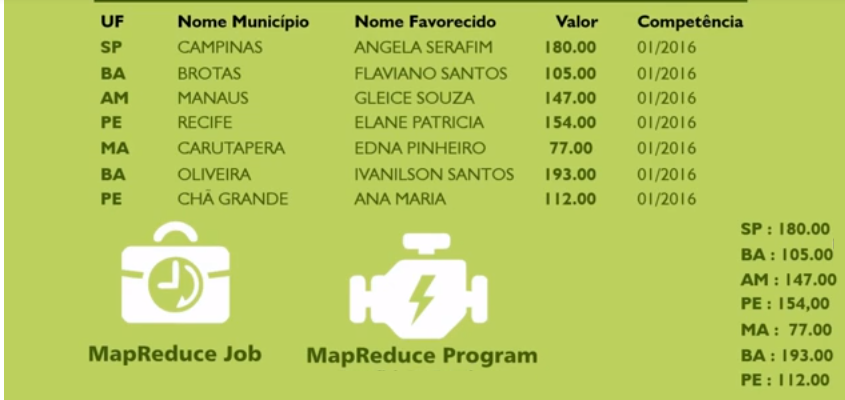 UF Nome Município Nome Favorecido Valor Competência
SP CAMPINAS ANGELA SERAFIM 180.00 01/2016
BA BROTAS FLAVIANO SANTOS 105.00 01/2016
AM MANAUS GLEICE SOUZA 147.00 01/2016
PE RECIFE ELANE PATRICIA 154.00 01/2016
MA CARUTAPERA EDNA PINHEIRO 77.00 01/2016
BA OLIVEIRA IVANILSON SANTOS 193.00 01/2016
PE CHÃ GRANDE ANA MARIA 112.00 01/2016
SP : 180.00
BA : 105.00
AM : 147.00
PE : 154,00
MA : 77.00
BA : 193.00
PE : 112.00
MapReduce Job
MapReduce Program